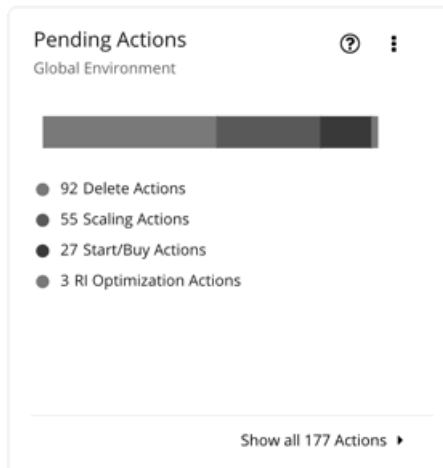 Pending Actions
Global Environment
92 Delete Actions
55 Scaling Actions
27 Start/Buy Actions
3 RI Optimization Actions
Show all 177 Actions